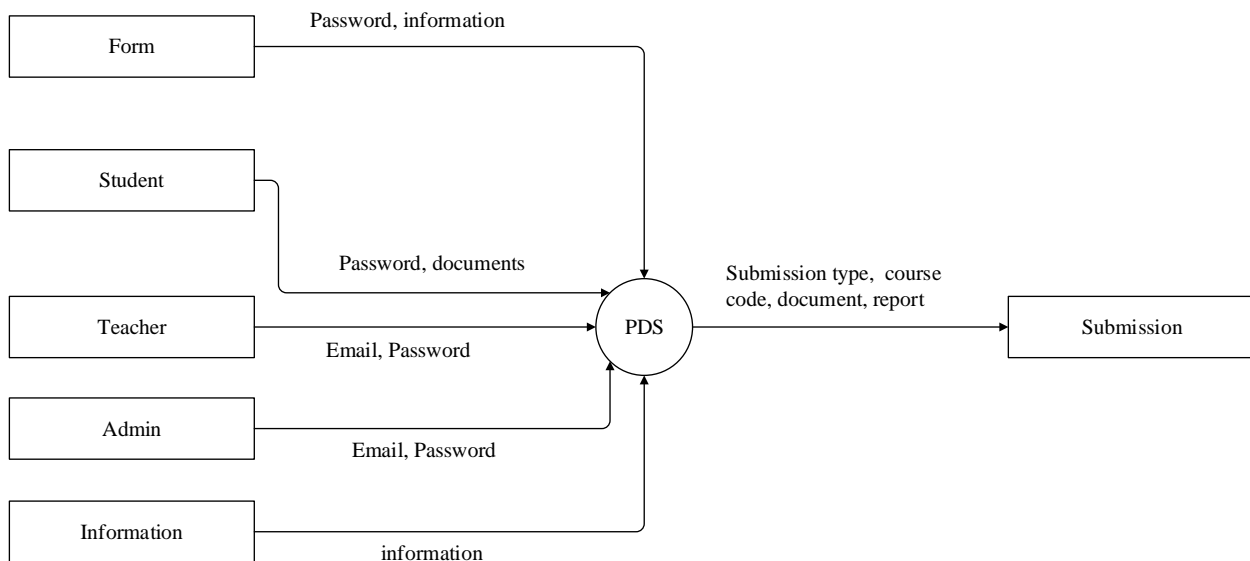 Form
Password, information
Student
Password, documents
Teacher
Email, Password
PDS
Submission type,  course
code, document, report
Submission
Admin
Email, Password
Information
information